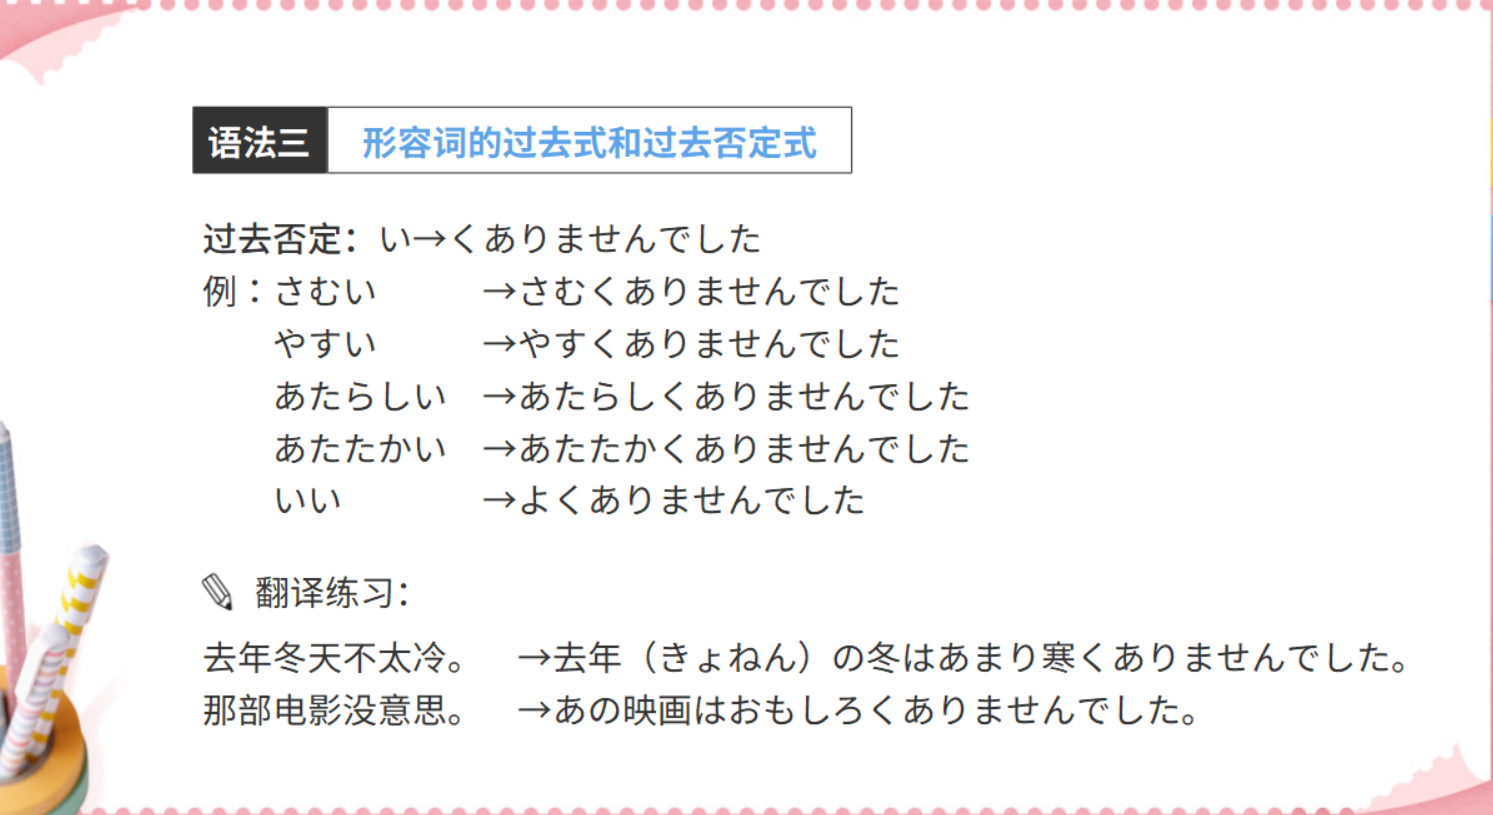 语法三 形容词的过去式和过去否定式
过去否定：い→くありませんでした
例：さむい →さむくありませんでした
やすい →やすくありませんでした
あたらしい →あたらしくありませんでした
あたたかい →あたたかくありませんでした
いい →よくありませんでした
翻译练习：
去年冬天不太冷。 →去年（きょねん）の冬はあまり寒くありませんでした。
那部电影没意思。 →あの映画はおもしろくありませんでした。